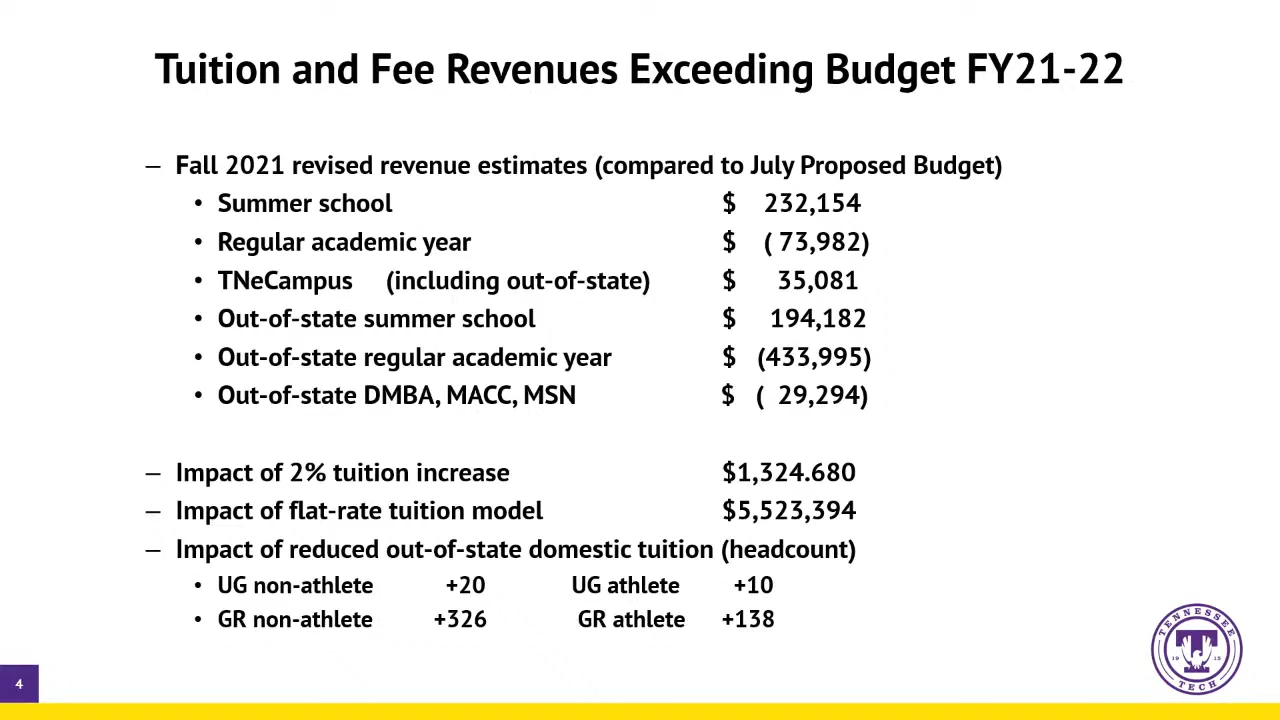 Tuition and Fee Revenues Exceeding Budget FY21-22
– Fall 2021 revised revenue estimates (compared to July Proposed Budget)
• Summer school $ 232,154
• Regular academic year $ ( 73,982)
• TNeCampus (including out-of-state) $ 35,081
• Out-of-state summer school $ 194,182
• Out-of-state regular academic year $ (433,995)
• Out-of-state DMBA, MACC, MSN $ ( 29,294)
– Impact of 2% tuition increase $1,324.680
– Impact of flat-rate tuition model $5,523,394
– Impact of reduced out-of-state domestic tuition (headcount)
• UG non-athlete +20 UG athlete +10
• GR non-athlete +326 GR athlete +138
TENNESSEE
T
19 15
TECH
4